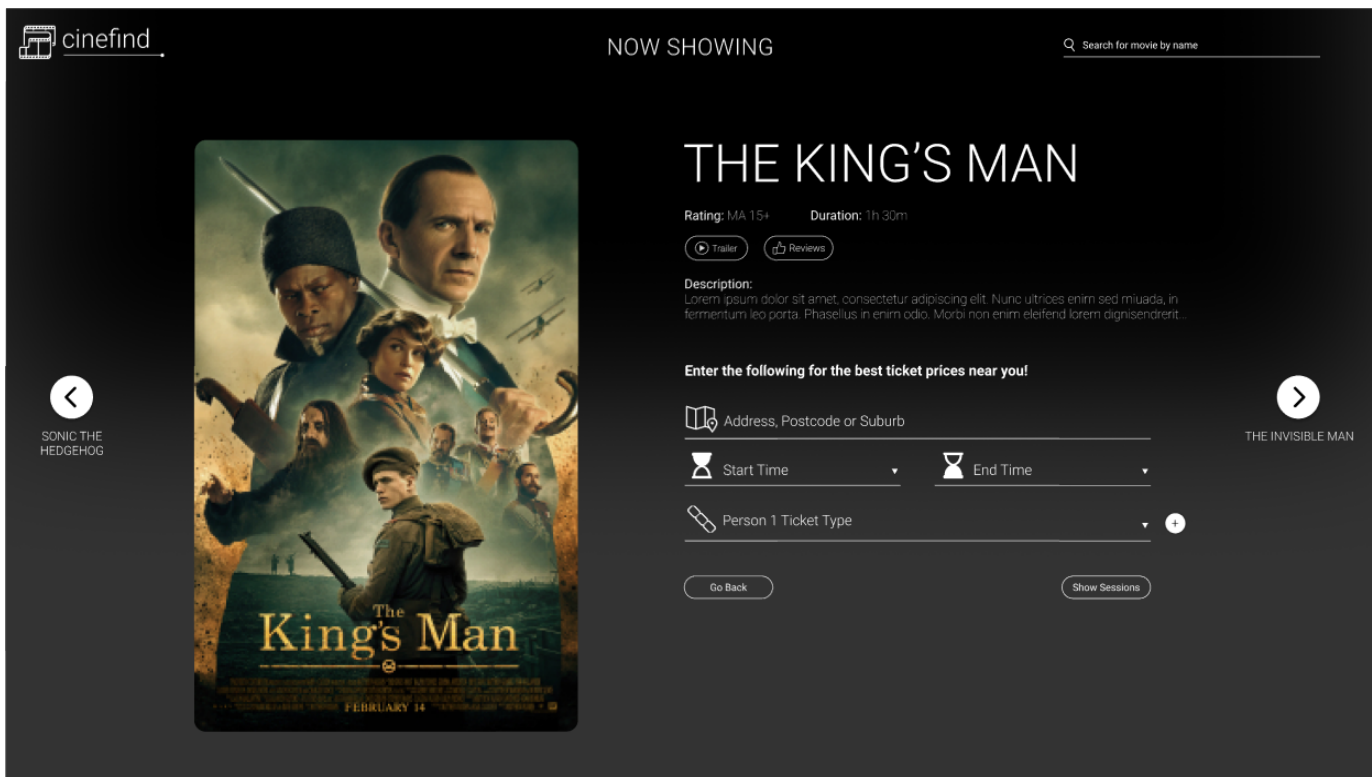 cinefind
NOW SHOWING
Search for movie by name
THE KING’S MAN
Rating: MA 15+ Duration: 1h 30m
Trailer Reviews
Description:
Lorem ipsum dolor sit amet, consectetur adipiscing elit. Nunc ultrices enim sed miuada, in
fermentum leo porta. Phasellus in enim odio. Morbi non enim eleifend lorem dignisendrerit...
Enter the following for the best ticket prices near you!
Address, Postcode or Suburb
Start Time End Time
Person 1 Ticket Type
Go Back Show Sessions
SONIC THE
HEDGEHOG
THE INVISIBLE MAN
The
King's Man
FEBRUARY 14